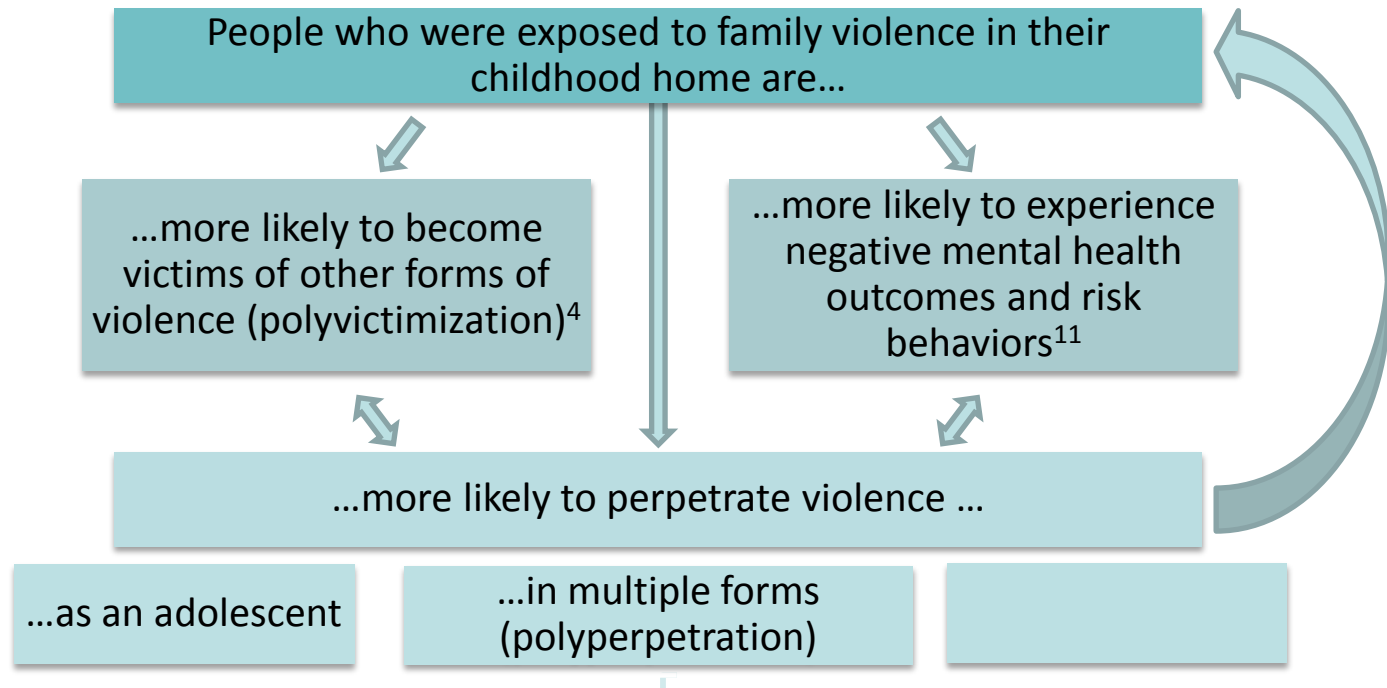 People who were exposed to family violence in their
childhood home are…
…more likely to become
victims of other forms of
violence (polyvictimization)4
…more likely to experience
negative mental health
outcomes and risk
behaviors11
…more likely to perpetrate violence …
…as an adolescent
…in multiple forms
(polyperpetration)